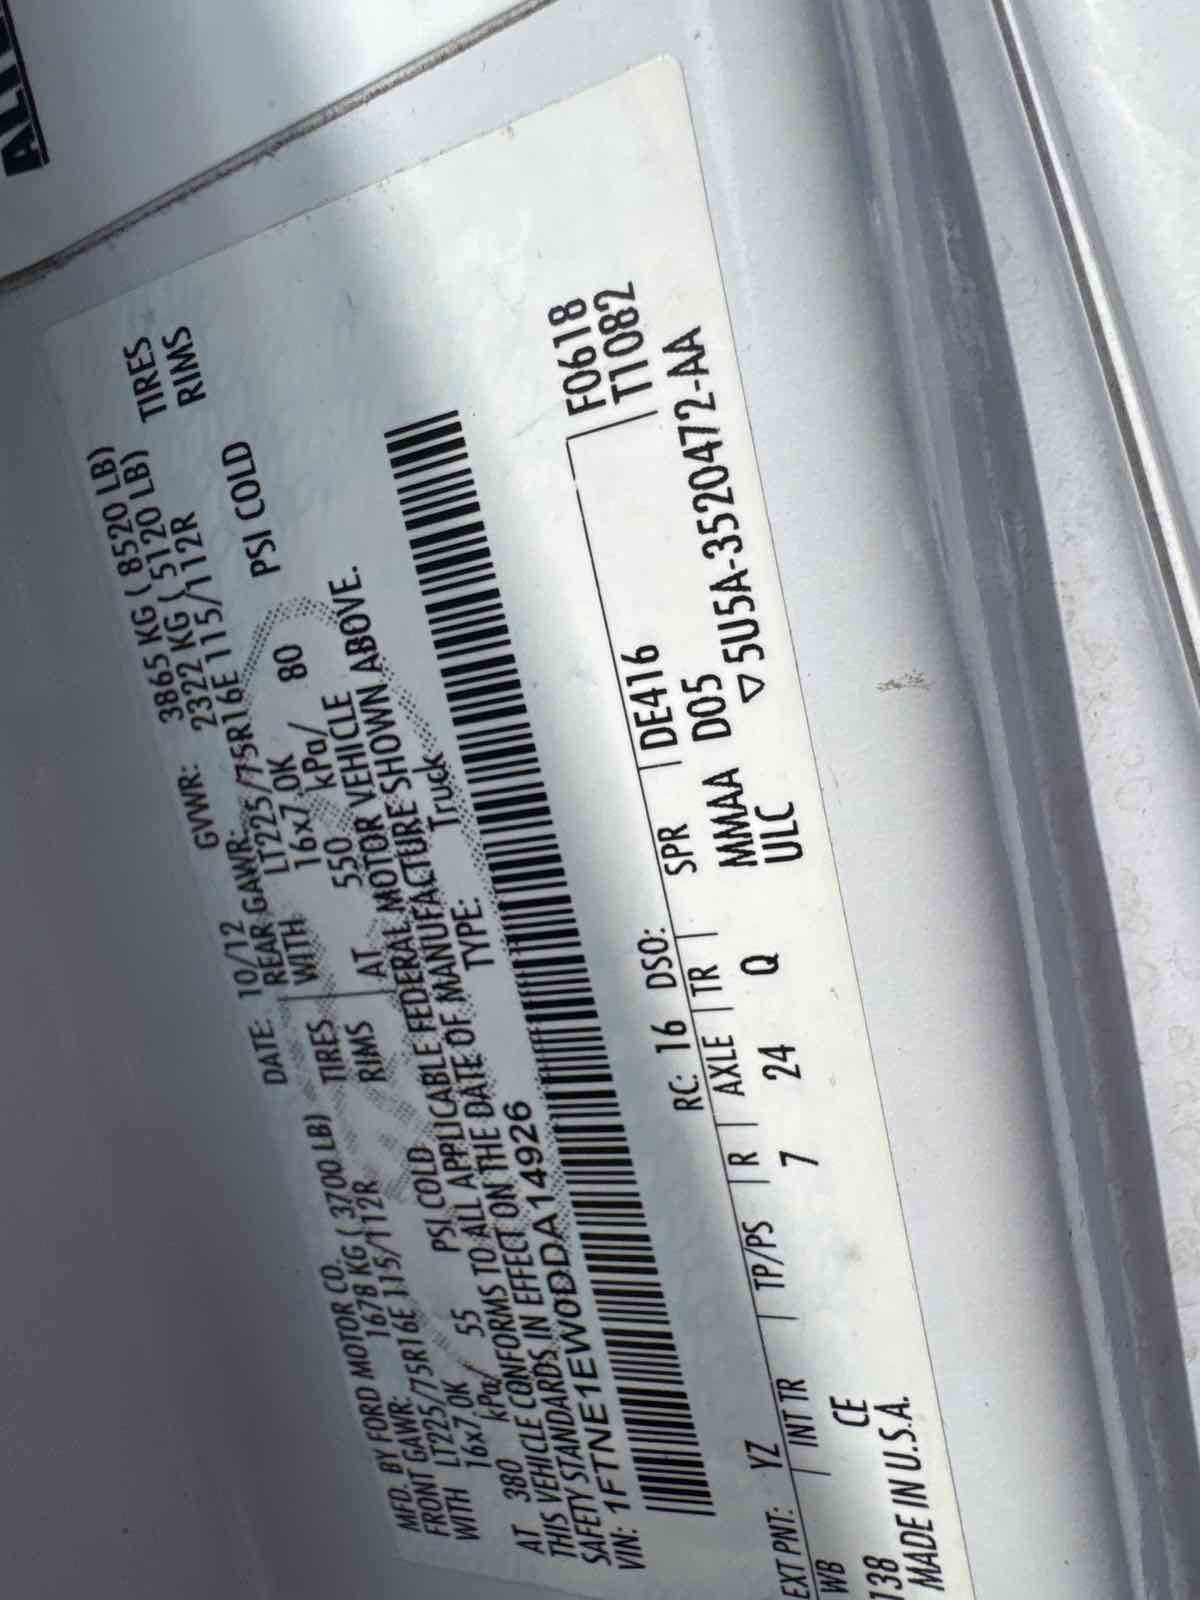 MFD. BY FORD MOTOR CO.
DATE: 10/12 GVWR: 3865 KG ( 8520 LB)
FRONT GAWR: 1678 KG ( 3700 LB) REAR GAWR: 2322 KG ( 5120 LB)
WITH LT225/75R16E 115/112R TIRES WITH LT225/75R16E 115/112R TIRES
16x7.0K RIMS 16x7.0K RIMS
AT 380 kPa/ 55 PSI COLD AT 550 kPa/ 80 PSI COLD
THIS VEHICLE CONFORMS TO ALL APPLICABLE FEDERAL MOTOR VEHICLE
SAFETY STANDARDS IN EFFECT ON THE DATE OF MANUFACTURE SHOWN ABOVE.
VIN: 1FTNE1EW0DDA14926 TYPE: Truck
F0618
T1082
EXT PNT: YZ RC: 16 DSO:
WB INT TR TP/PS R AXLE TR SPR DE416
138 CE 7 24 Q MMAA D05
ULC
MADE IN U.S.A. ▽5U5A-3520472-AA